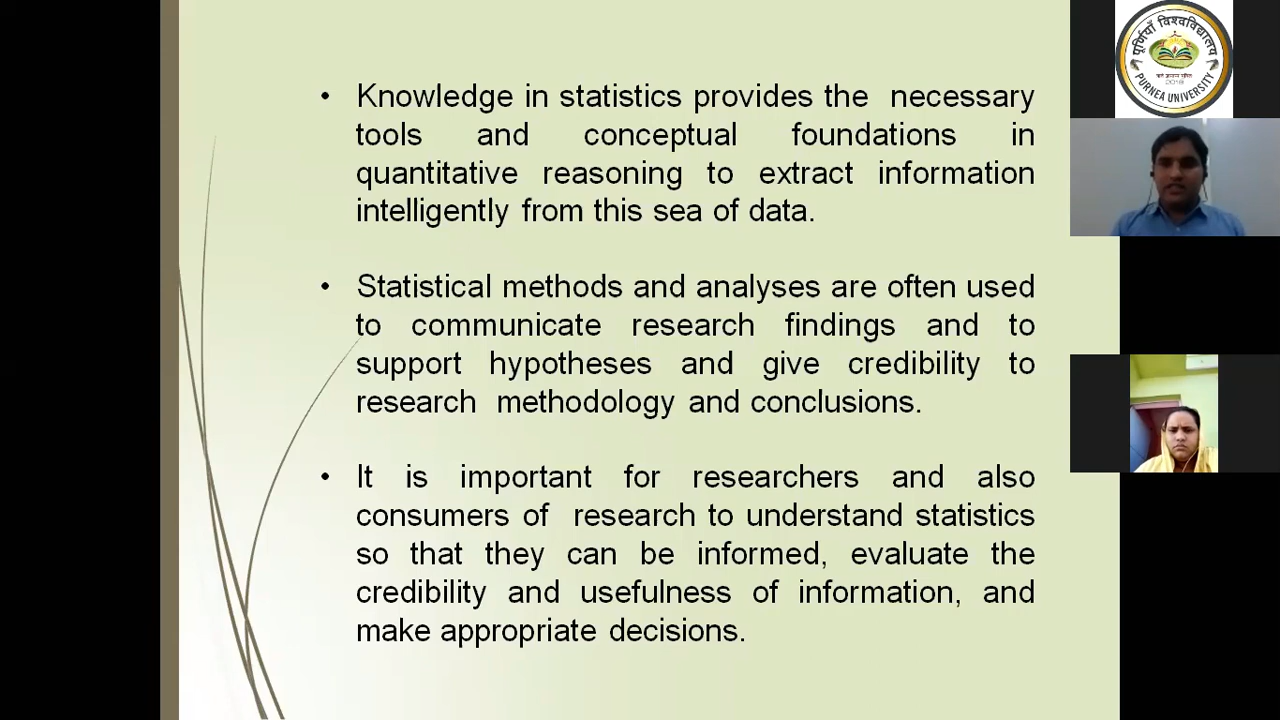 • Knowledge in statistics provides the necessary
tools and conceptual foundations in
quantitative reasoning to extract information
intelligently from this sea of data.
• Statistical methods and analyses are often used
to communicate research findings and to
support hypotheses and give credibility to
research methodology and conclusions.
• It is important for researchers and also
consumers of research to understand statistics
so that they can be informed, evaluate the
credibility and usefulness of information, and
make appropriate decisions.
पूर्णियाँ विश्वविद्यालय
PURNEA UNIVERSITY